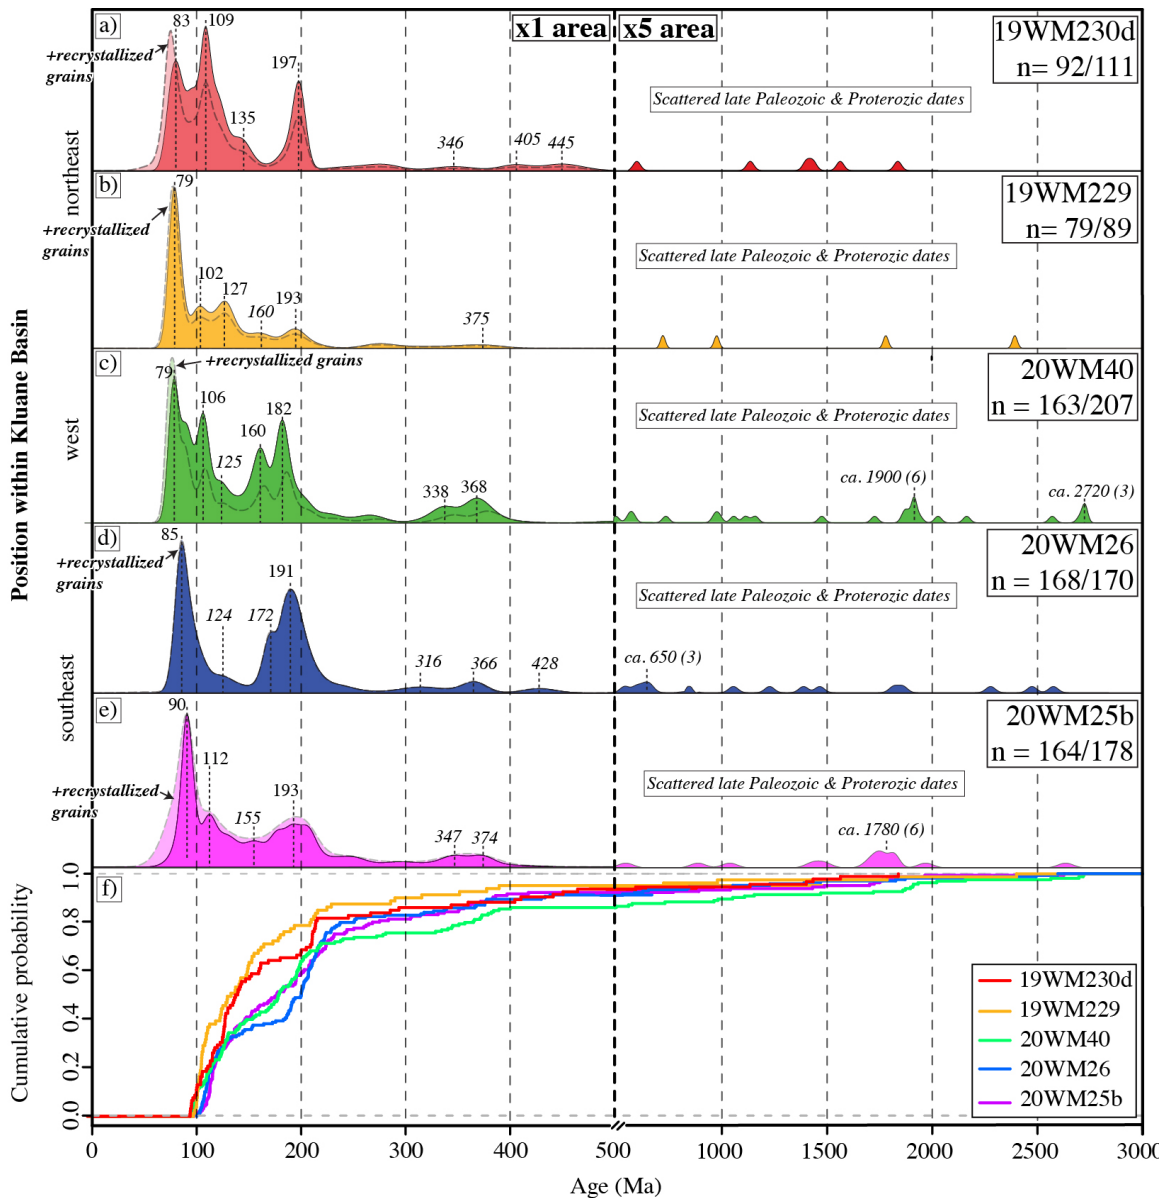 a)
83
109
x1 area
x5 area
19WM230d
n= 92/111
+recrystallized
grains
197
135
346
405
445
Scattered late Paleozoic & Proterozic dates
northeast
b)
79
19WM229
n= 79/89
+recrystallized
grains
102
127
160
193
375
Scattered late Paleozoic & Proterozic dates
c)
+recrystallized grains
79
20WM40
n = 163/207
106
125
160
182
338
368
Scattered late Paleozoic & Proterozic dates
ca. 1900 (6)
ca. 2720 (3)
west
Position within Kluane Basin
d)
85
20WM26
n = 168/170
+recrystallized
grains
124
172
191
316
366
428
Scattered late Paleozoic & Proterozic dates
ca. 650 (3)
southeast
e)
90
20WM25b
n = 164/178
+recrystallized
grains
112
155
193
347
374
Scattered late Paleozoic & Proterozic dates
ca. 1780 (6)
f)
Cumulative probability
1.0
0.8
0.6
0.4
0.2
0.0
19WM230d
19WM229
20WM40
20WM26
20WM25b
0
100
200
300
400
500
1000
1500
2000
2500
3000
Age (Ma)